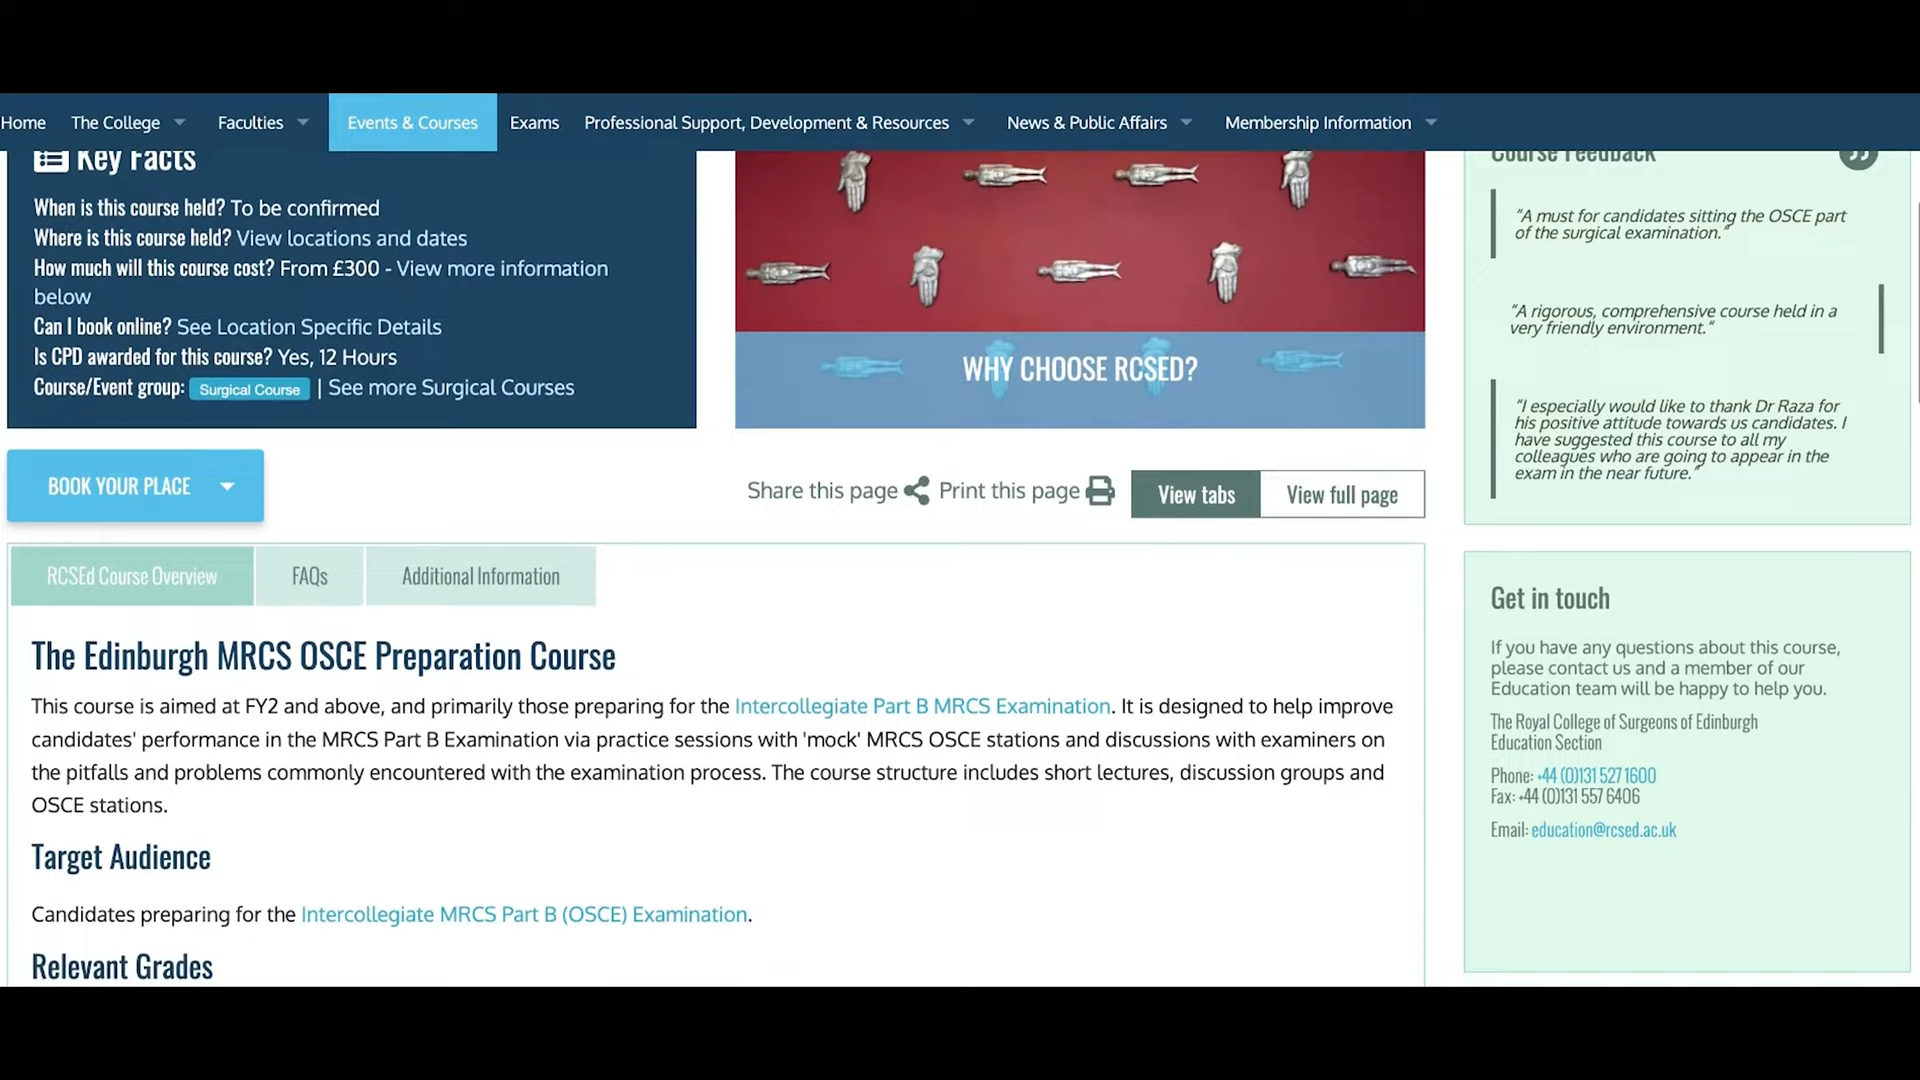 Home The College Faculties Events & Courses Exams Professional Support, Development & Resources News & Public Affairs Membership Information
Key Facts
When is this course held? To be confirmed
Where is this course held? View locations and dates
How much will this course cost? From £300 - View more information
below
Can I book online? See Location Specific Details
Is CPD awarded for this course? Yes, 12 Hours
Course/Event group: Surgical Course | See more Surgical Courses
WHY CHOOSE RCSED?
Course Feedback
“A must for candidates sitting the OSCE part
of the surgical examination.”
“A rigorous, comprehensive course held in a
very friendly environment.”
“I especially would like to thank Dr Raza for
his positive attitude towards us candidates. I
have suggested this course to all my
colleagues who are going to appear in the
exam in the near future.”
BOOK YOUR PLACE
Share this page Print this page View tabs View full page
RCSEd Course Overview FAQs Additional Information
The Edinburgh MRCS OSCE Preparation Course
This course is aimed at FY2 and above, and primarily those preparing for the Intercollegiate Part B MRCS Examination. It is designed to help improve
candidates' performance in the MRCS Part B Examination via practice sessions with 'mock' MRCS OSCE stations and discussions with examiners on
the pitfalls and problems commonly encountered with the examination process. The course structure includes short lectures, discussion groups and
OSCE stations.
Target Audience
Candidates preparing for the Intercollegiate MRCS Part B (OSCE) Examination.
Relevant Grades
Get in touch
If you have any questions about this course,
please contact us and a member of our
Education team will be happy to help you.
The Royal College of Surgeons of Edinburgh
Education Section
Phone: +44 (0)131 527 1600
Fax: +44 (0)131 557 6406
Email: education@rcsed.ac.uk